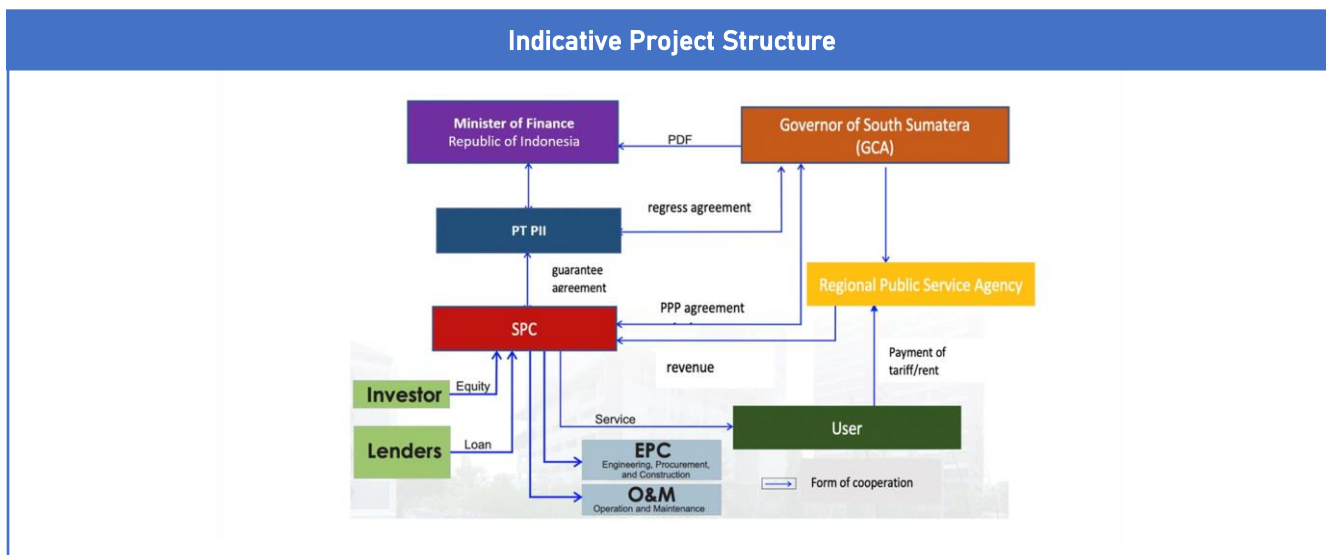 Indicative Project Structure
Minister of Finance
Republic of Indonesia
PDF
Governor of South Sumatera
(GCA)
regress agreement
PT PII
guarantee
agreement
Regional Public Service Agency
PPP agreement
SPC
revenue
Payment of
tariff/rent
Investor
Equity
Service
User
Lenders
Loan
EPC
Engineering, Procurement,
and Construction
O&M
Operation and Maintenance
Form of cooperation